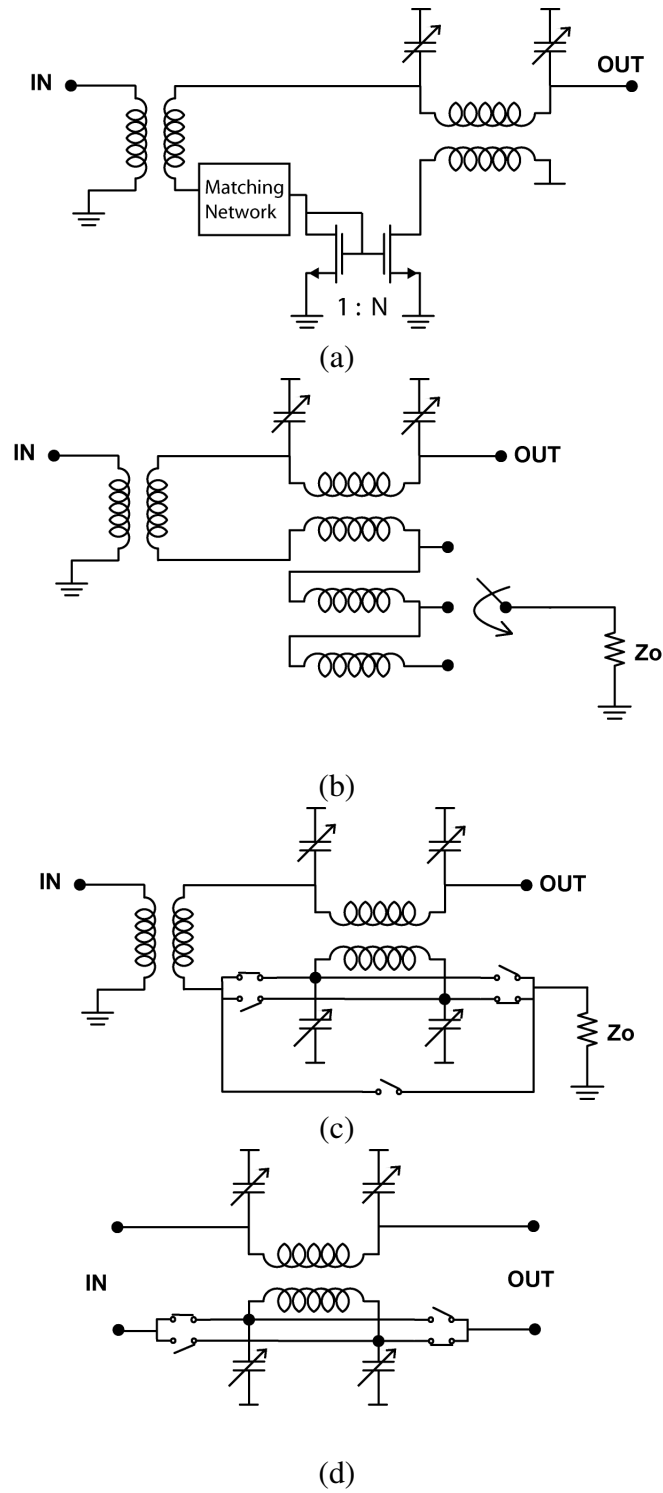 IN
OUT
Matching
Network
1 : N
(a)
IN
OUT
Zo
(b)
IN
OUT
Zo
(c)
IN
OUT
(d)